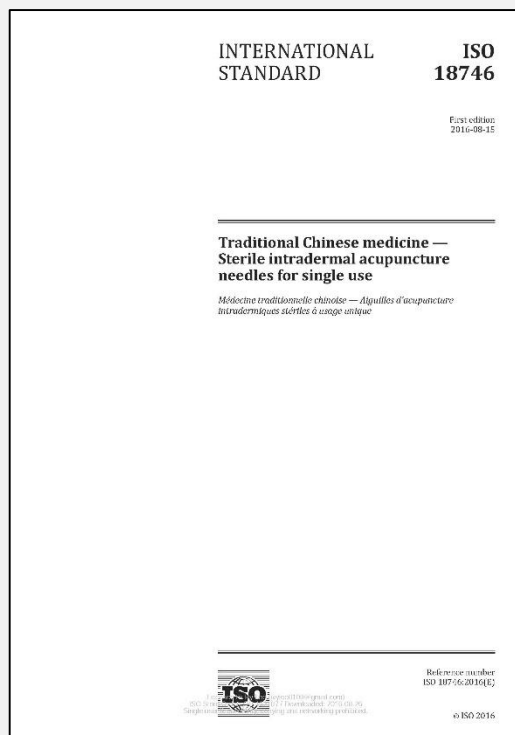 INTERNATIONAL STANDARD
ISO 18746
First edition
2016-08-15
Traditional Chinese medicine —
Sterile intradermal acupuncture
needles for single use
Médecine traditionnelle chinoise — Aiguilles d'acupuncture
intradermiques stériles à usage unique
ISO
Reference number
ISO 18746:2016(E)
© ISO 2016